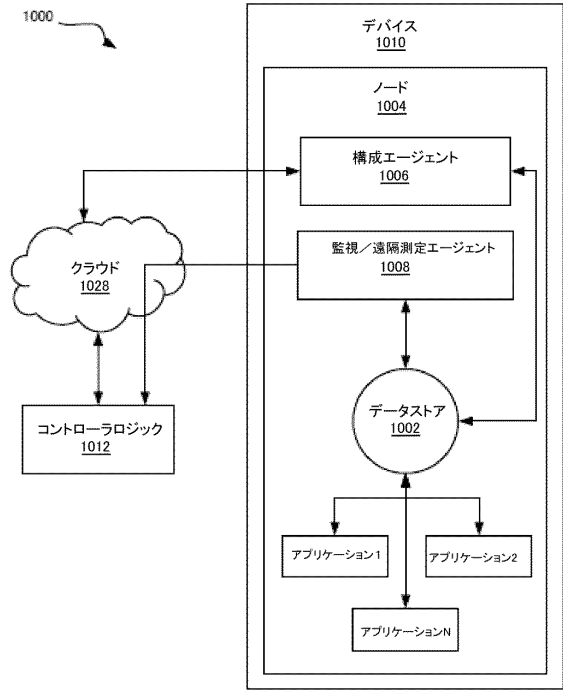 1000
デバイス
1010
ノード
1004
構成エージェント
1006
監視／遠隔測定エージェント
1008
クラウド
1028
コントローラロジック
1012
データストア
1002
アプリケーション1
アプリケーション2
アプリケーションN